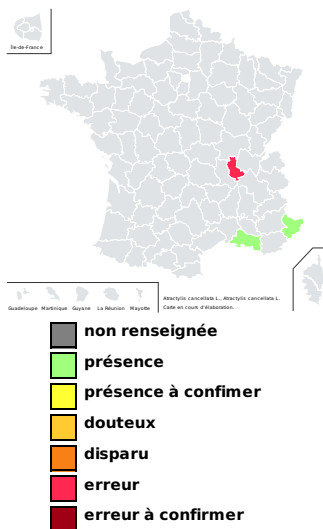 Île-de-France
Atractylis cancellata L., Atractylis cancellata L.
Carte en cours d'élaboration.
Guadeloupe Martinique Guyane La Réunion Mayotte
non renseignée
présence
présence à confimer
douteux
disparu
erreur
erreur à confirmer